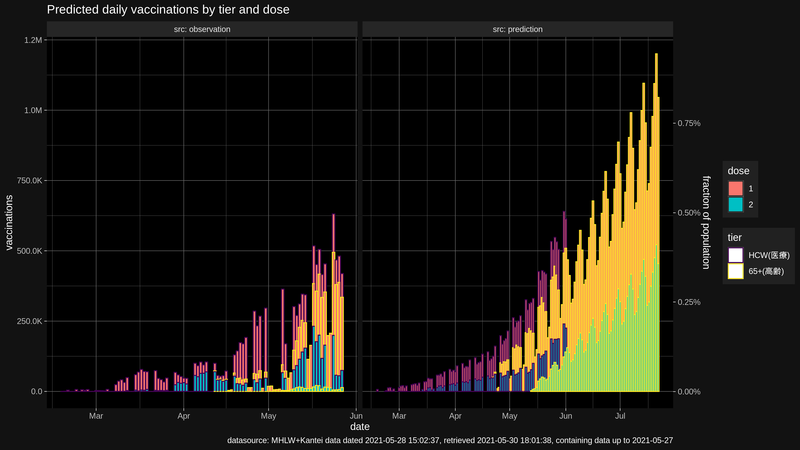 Predicted daily vaccinations by tier and dose
src: observation
src: prediction
1.2M
1.0M
750.0K
500.0K
250.0K
0.0
vaccinations
0.75%
0.50%
0.25%
0.00%
fraction of population
Mar
Apr
May
Jun
Mar
Apr
May
Jun
Jul
date
dose
1
2
tier
HCW(医療)
65+(高齢)
datasource: MHLW+Kantei data dated 2021-05-28 15:02:37, retrieved 2021-05-30 18:01:38, containing data up to 2021-05-27